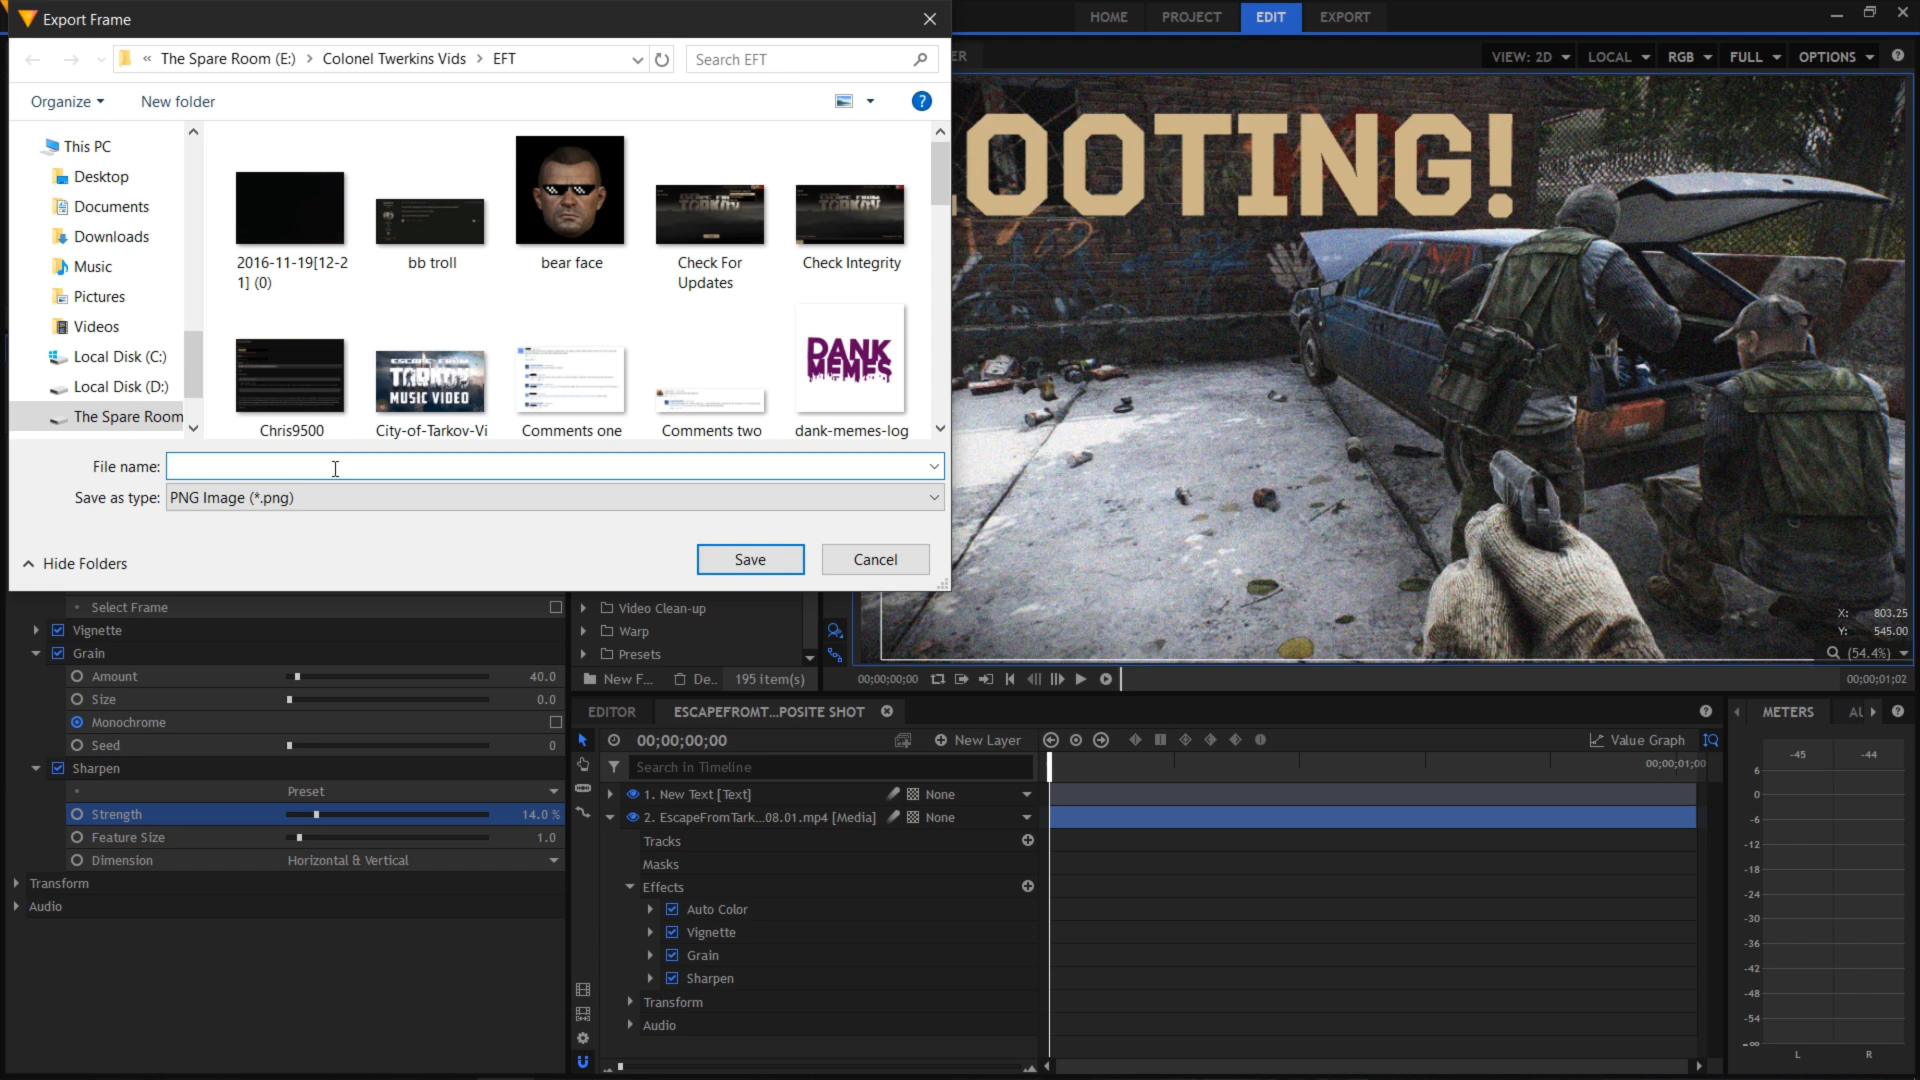 Export Frame
HOME PROJECT EDIT EXPORT
« The Spare Room (E:) > Colonel Twerkins Vids > EFT
Search EFT
ER
VIEW: 2D LOCAL RGB FULL OPTIONS
Organize New folder
OOTING!
This PC
Desktop
Documents
Downloads
Music
Pictures
Videos
Local Disk (C:)
Local Disk (D:)
The Spare Room
2016-11-19[12-2
1] (0)
bb troll
bear face
Check For
Updates
Check Integrity
ESCAPE FROM
TARKOV
MUSIC VIDEO
DANK
MEMES
Chris9500
City-of-Tarkov-Vi
Comments one
Comments two
dank-memes-log
File name:
Save as type: PNG Image (*.png)
Hide Folders
Save Cancel
X: 803.25
Y: 545.00
(54.4%)
Select Frame
Vignette
Grain
Amount 40.0
Size 0.0
Monochrome
Seed 0
Sharpen
Preset
Strength 14.0 %
Feature Size 1.0
Dimension Horizontal & Vertical
Transform
Audio
Video Clean-up
Warp
Presets
New F... De... 195 item(s)
00;00;00;00
00;00;01;02
EDITOR ESCAPEFROMT...POSITE SHOT
METERS AU
00;00;00;00 New Layer Value Graph
Search in Timeline
00;00;01;00
1. New Text [Text] None
2. EscapeFromTark...08.01.mp4 [Media] None
Tracks
Masks
Effects
Auto Color
Vignette
Grain
Sharpen
Transform
Audio
-45 -44
6
0
-6
-12
-18
-24
-30
-36
-42
-48
-54
-∞
L R